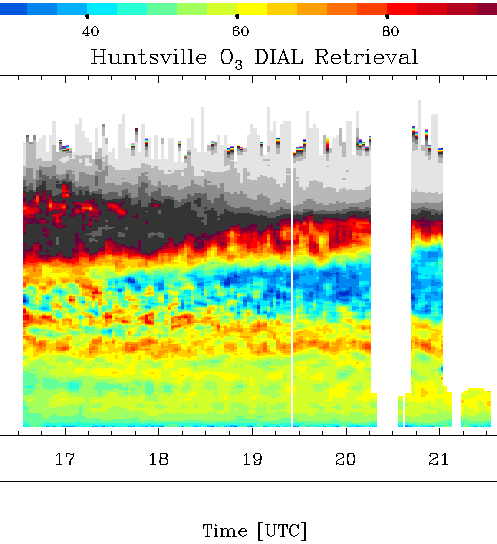 40 60 80
Huntsville O₃ DIAL Retrieval
17 18 19 20 21
Time [UTC]